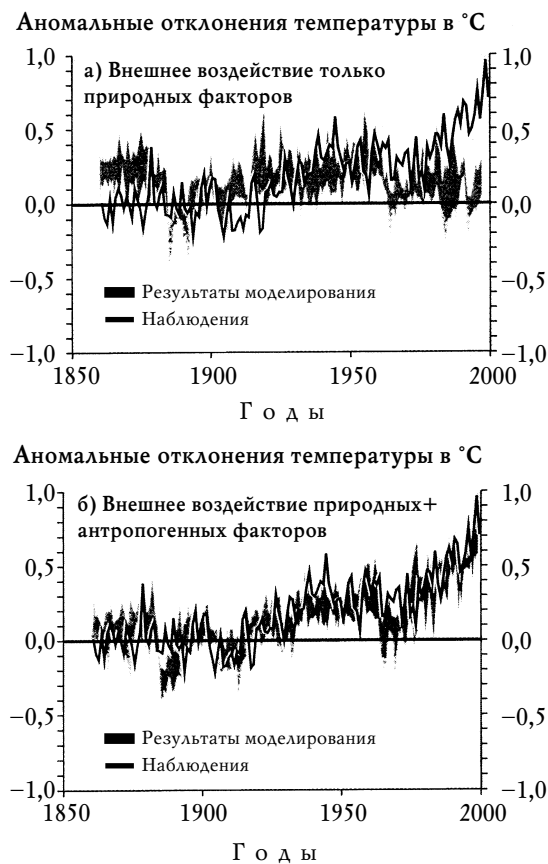 Аномальные отклонения температуры в °С
а) Внешнее воздействие только
природных факторов
1,0 1,0
0,5 0,5
0,0 0,0
−0,5 −0,5
−1,0 −1,0
Результаты моделирования
Наблюдения
1850 1900 1950 2000
Годы
Аномальные отклонения температуры в °С
б) Внешнее воздействие природных+
антропогенных факторов
1,0 1,0
0,5 0,5
0,0 0,0
−0,5 −0,5
−1,0 −1,0
Результаты моделирования
Наблюдения
1850 1900 1950 2000
Годы